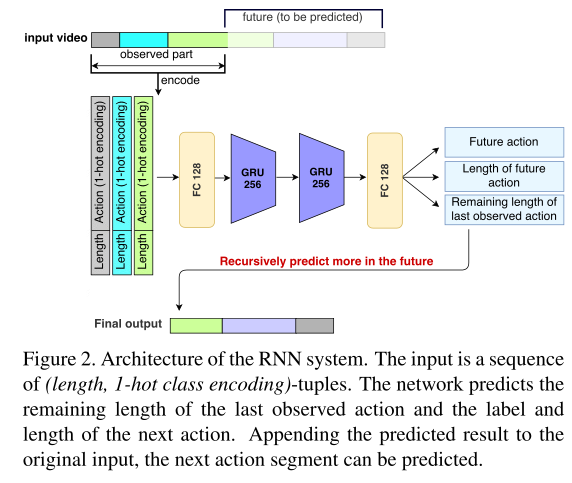 future (to be predicted)
input video
observed part
encode
Length Action (1-hot encoding)
Length Action (1-hot encoding)
Length Action (1-hot encoding)
FC 128
GRU
256
GRU
256
FC 128
Future action
Length of future
action
Remaining length of
last observed action
Recursively predict more in the future
Final output
Figure 2. Architecture of the RNN system. The input is a sequence
of (length, 1-hot class encoding)-tuples. The network predicts the
remaining length of the last observed action and the label and
length of the next action. Appending the predicted result to the
original input, the next action segment can be predicted.